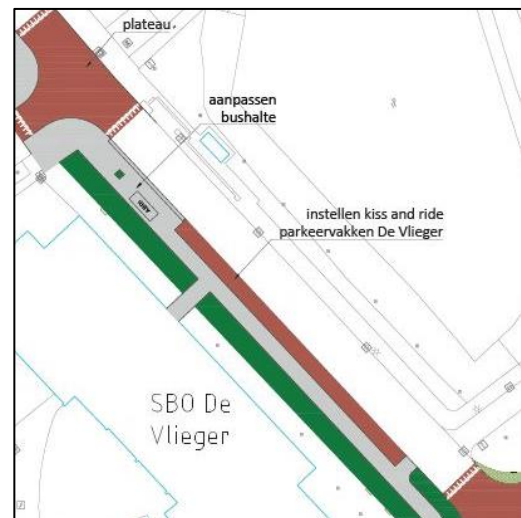 plateau
aanpassen
bushalte
instellen kiss and ride
parkeervakken De Vlieger
SBO De
Vlieger